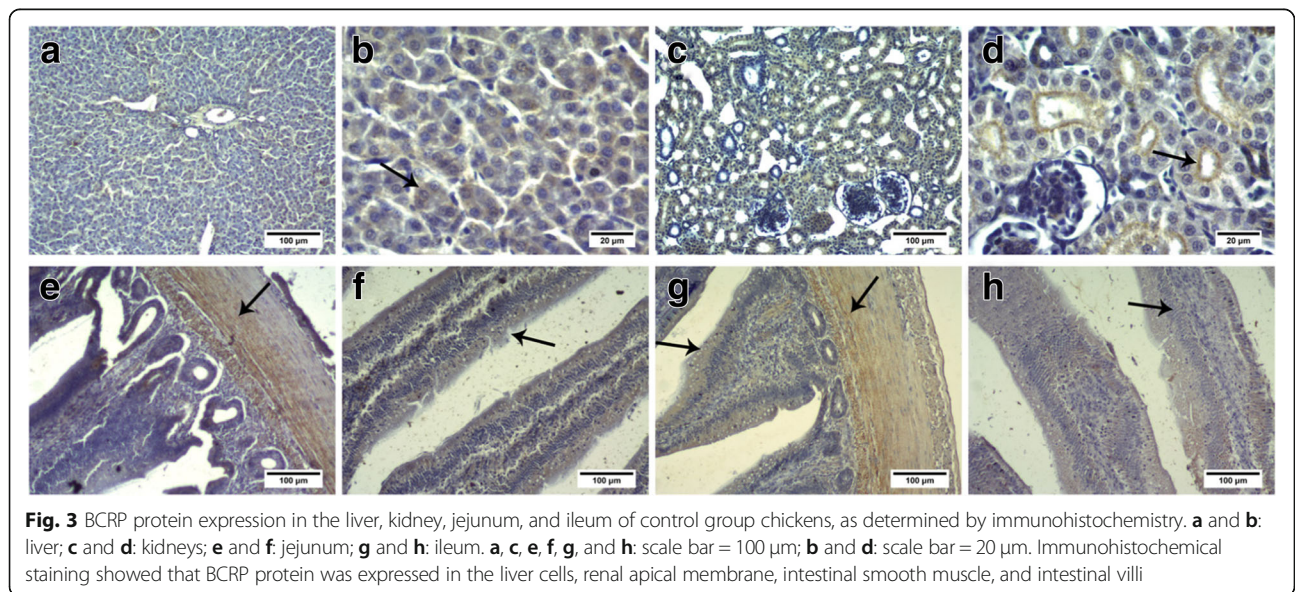 a
b
c
d
100 µm
20 µm
100 µm
20 µm
e
f
g
h
100 µm
100 µm
100 µm
100 µm
Fig. 3 BCRP protein expression in the liver, kidney, jejunum, and ileum of control group chickens, as determined by immunohistochemistry. a and b:
liver; c and d: kidneys; e and f: jejunum; g and h: ileum. a, c, e, f, g, and h: scale bar = 100 µm; b and d: scale bar = 20 µm. Immunohistochemical
staining showed that BCRP protein was expressed in the liver cells, renal apical membrane, intestinal smooth muscle, and intestinal villi